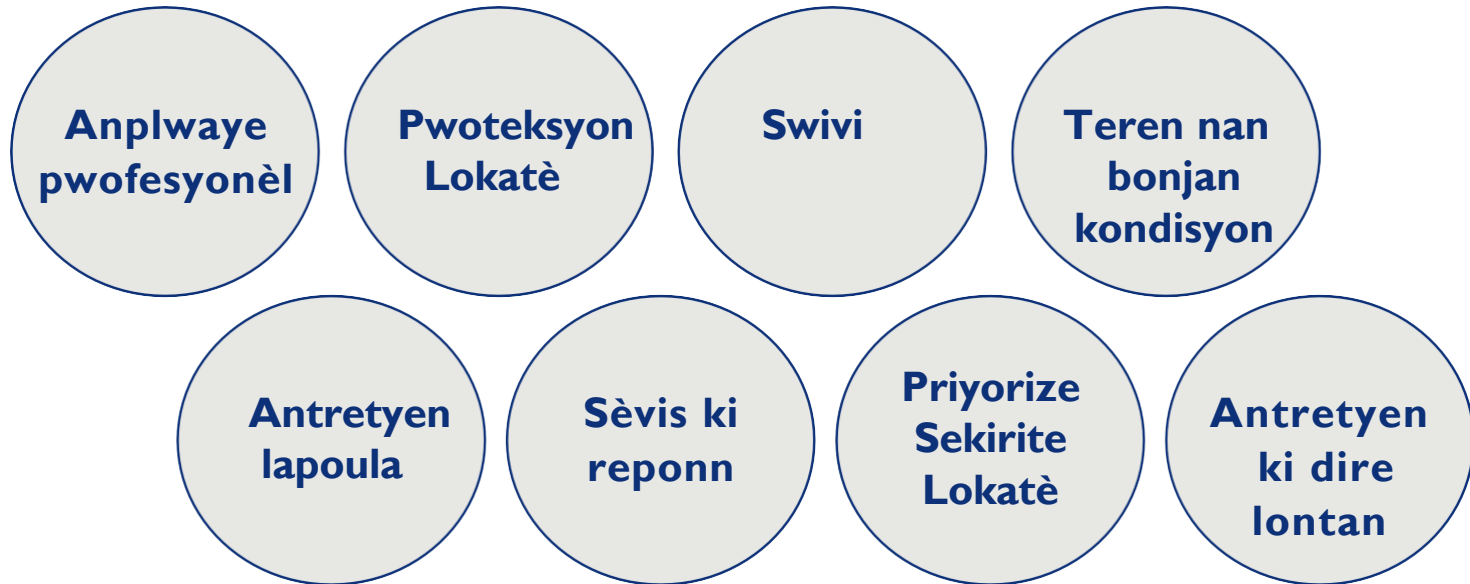 Anplwaye
pwofesyonèl
Pwoteksyon
Lokatè
Swivi
Teren nan
bonjan
kondisyon
Antretyen
lapoula
Sèvis ki
reponn
Priyorize
Sekirite
Lokatè
Antretyen
ki dire
lontan